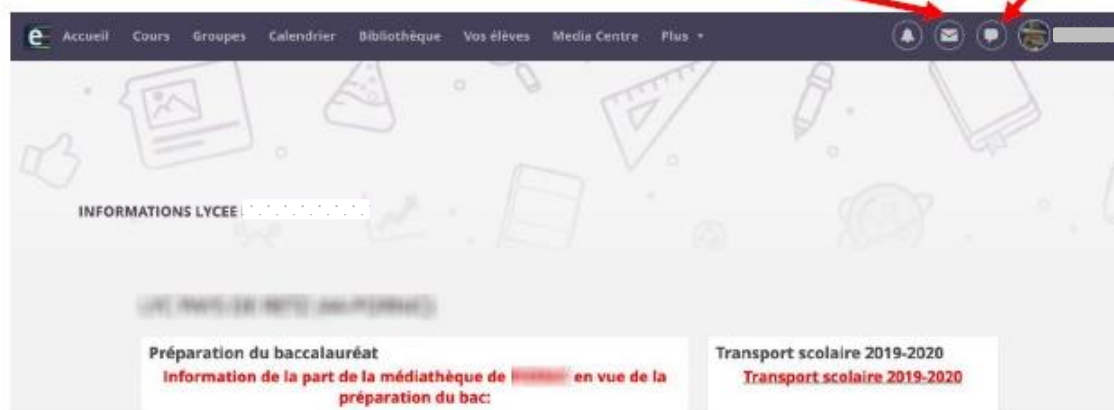 e Accueil Cours Groupes Calendrier Bibliothèque Vos élèves Media Centre Plus
INFORMATIONS LYCEE
Préparation du baccalauréat
Information de la part de la médiathèque de en vue de la
préparation du bac:
Transport scolaire 2019-2020
Transport scolaire 2019-2020